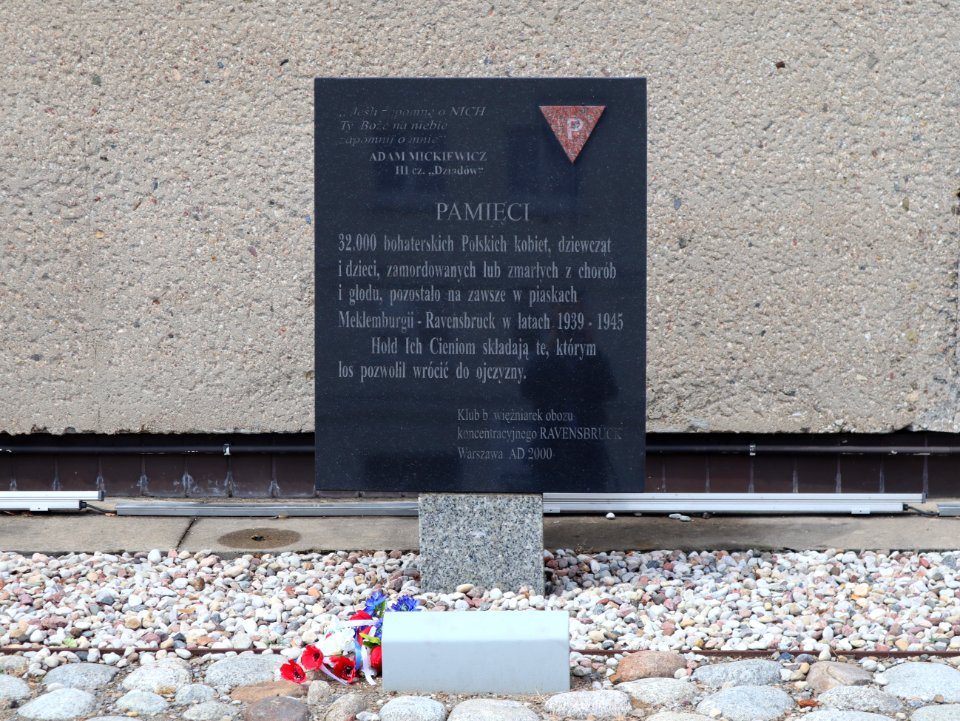 „Jeśli zapomnę o NICH
Ty, Boże na niebie
zapomnij o mnie"
P
ADAM MICKIEWICZ
III cz. „Dziadów"
PAMIĘCI
32.000 bohaterskich Polskich kobiet, dziewcząt
i dzieci, zamordowanych lub zmarłych z chorób
i głodu, pozostało na zawsze w piaskach
Meklemburgii - Ravensbruck w latach 1939 - 1945
Hołd Ich Cieniom składają te, którym
los pozwolił wrócić do ojczyzny.
Klub b. więźniarek obozu
koncentracyjnego RAVENSBRUCK
Warszawa AD 2000